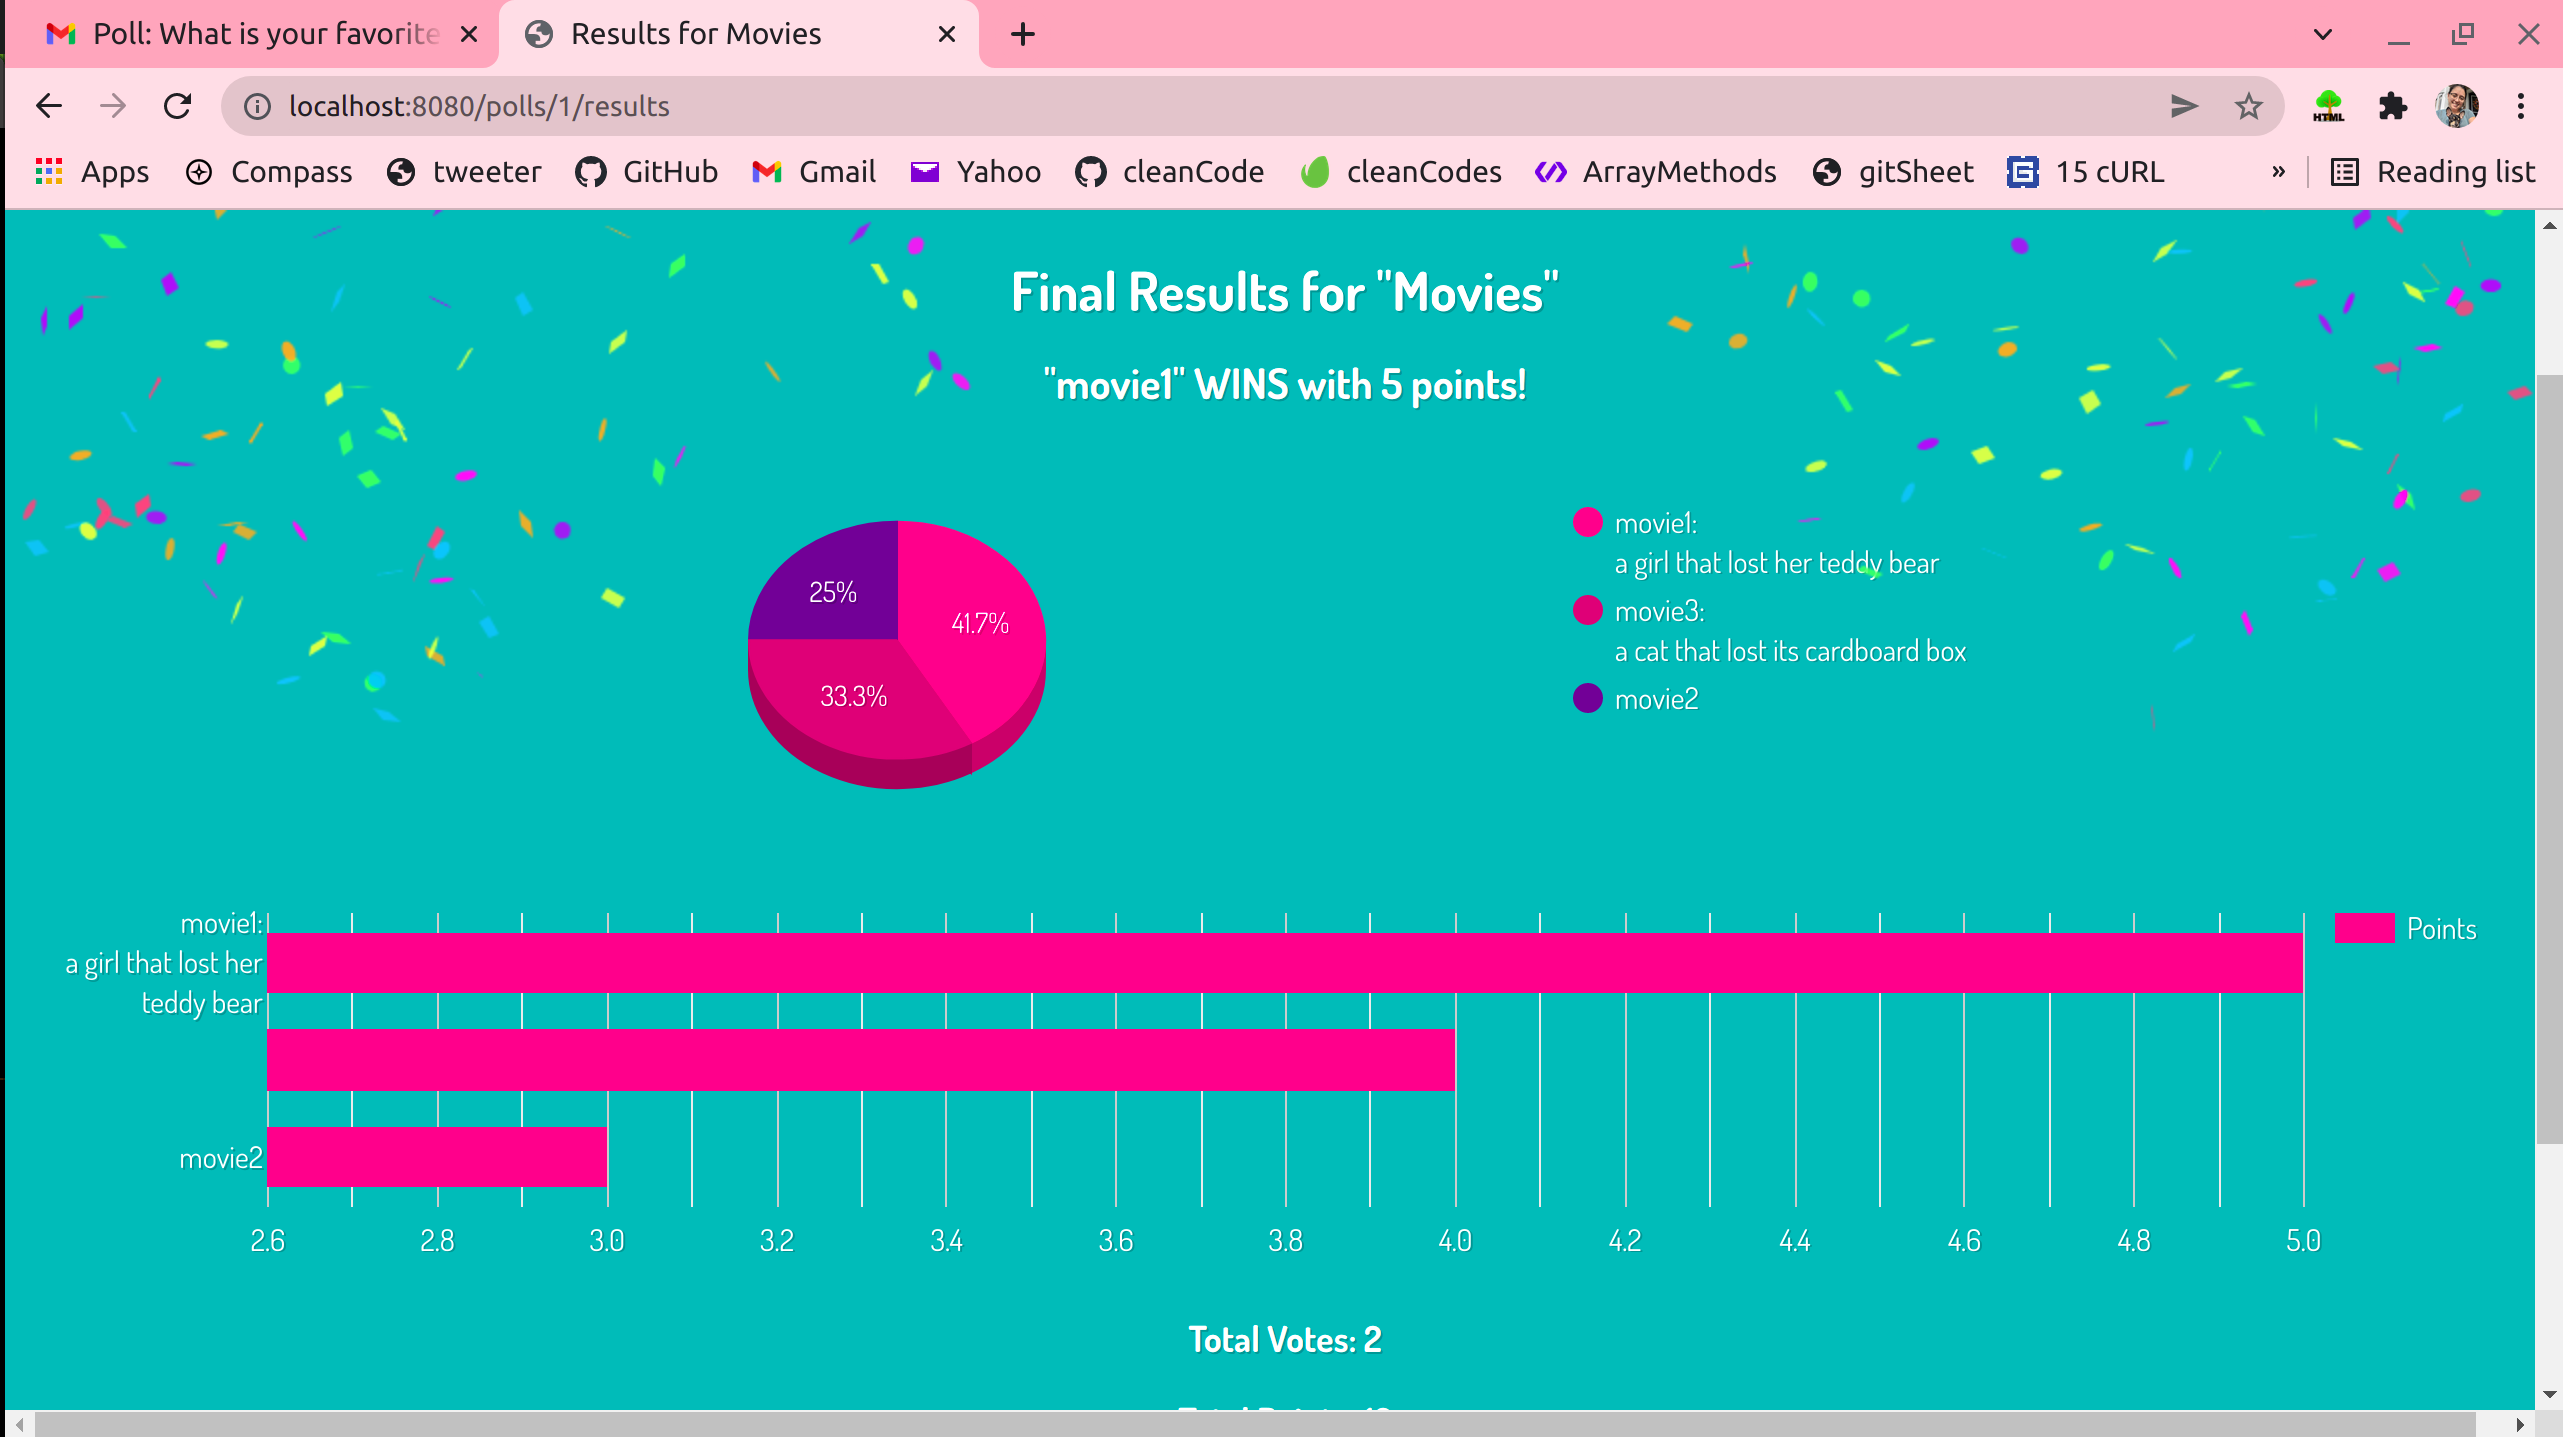 Poll: What is your favorite
Results for Movies
localhost:8080/polls/1/results
HTML
Apps
Compass
tweeter
GitHub
Gmail
Yahoo
cleanCode
cleanCodes
ArrayMethods
gitSheet
15 cURL
»
Reading list
Final Results for "Movies"
"movie1" WINS with 5 points!
25%
41.7%
33.3%
movie1:
a girl that lost her teddy bear
movie3:
a cat that lost its cardboard box
movie2
movie1:
a girl that lost her
teddy bear
movie2
Points
2.6 2.8 3.0 3.2 3.4 3.6 3.8 4.0 4.2 4.4 4.6 4.8 5.0
Total Votes: 2